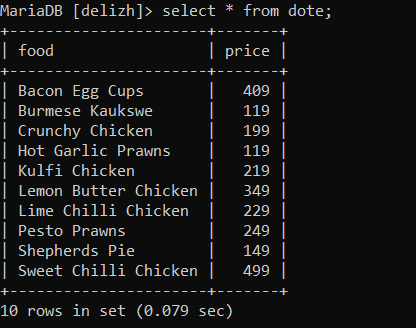 MariaDB [delizh]> select * from dote;
+----------------------+-------+
| food                 | price |
+----------------------+-------+
| Bacon Egg Cups       |   409 |
| Burmese Kaukswe      |   119 |
| Crunchy Chicken      |   199 |
| Hot Garlic Prawns    |   119 |
| Kulfi Chicken        |   219 |
| Lemon Butter Chicken |   349 |
| Lime Chilli Chicken  |   229 |
| Pesto Prawns         |   249 |
| Shepherds Pie        |   149 |
| Sweet Chilli Chicken |   499 |
+----------------------+-------+
10 rows in set (0.079 sec)